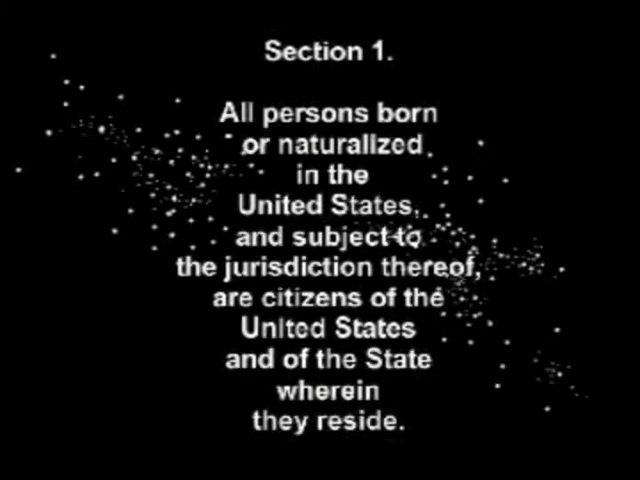 Section 1.
All persons born
or naturalized
in the
United States,
and subject to
the jurisdiction thereof,
are citizens of the
United States
and of the State
wherein
they reside.